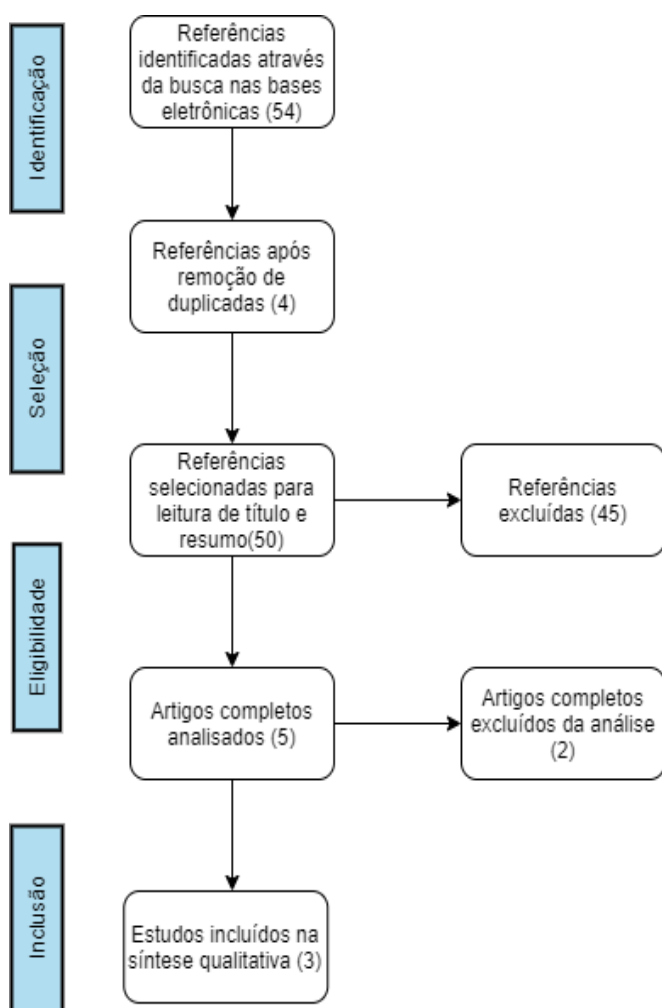 Identificação
Referências
identificadas através
da busca nas bases
eletrônicas (54)
Referências após
remoção de
duplicadas (4)
Seleção
Referências
selecionadas para
leitura de título e
resumo(50)
Referências
excluídas (45)
Eligibilidade
Artigos completos
analisados (5)
Artigos completos
excluídos da análise
(2)
Inclusão
Estudos incluídos na
síntese qualitativa (3)